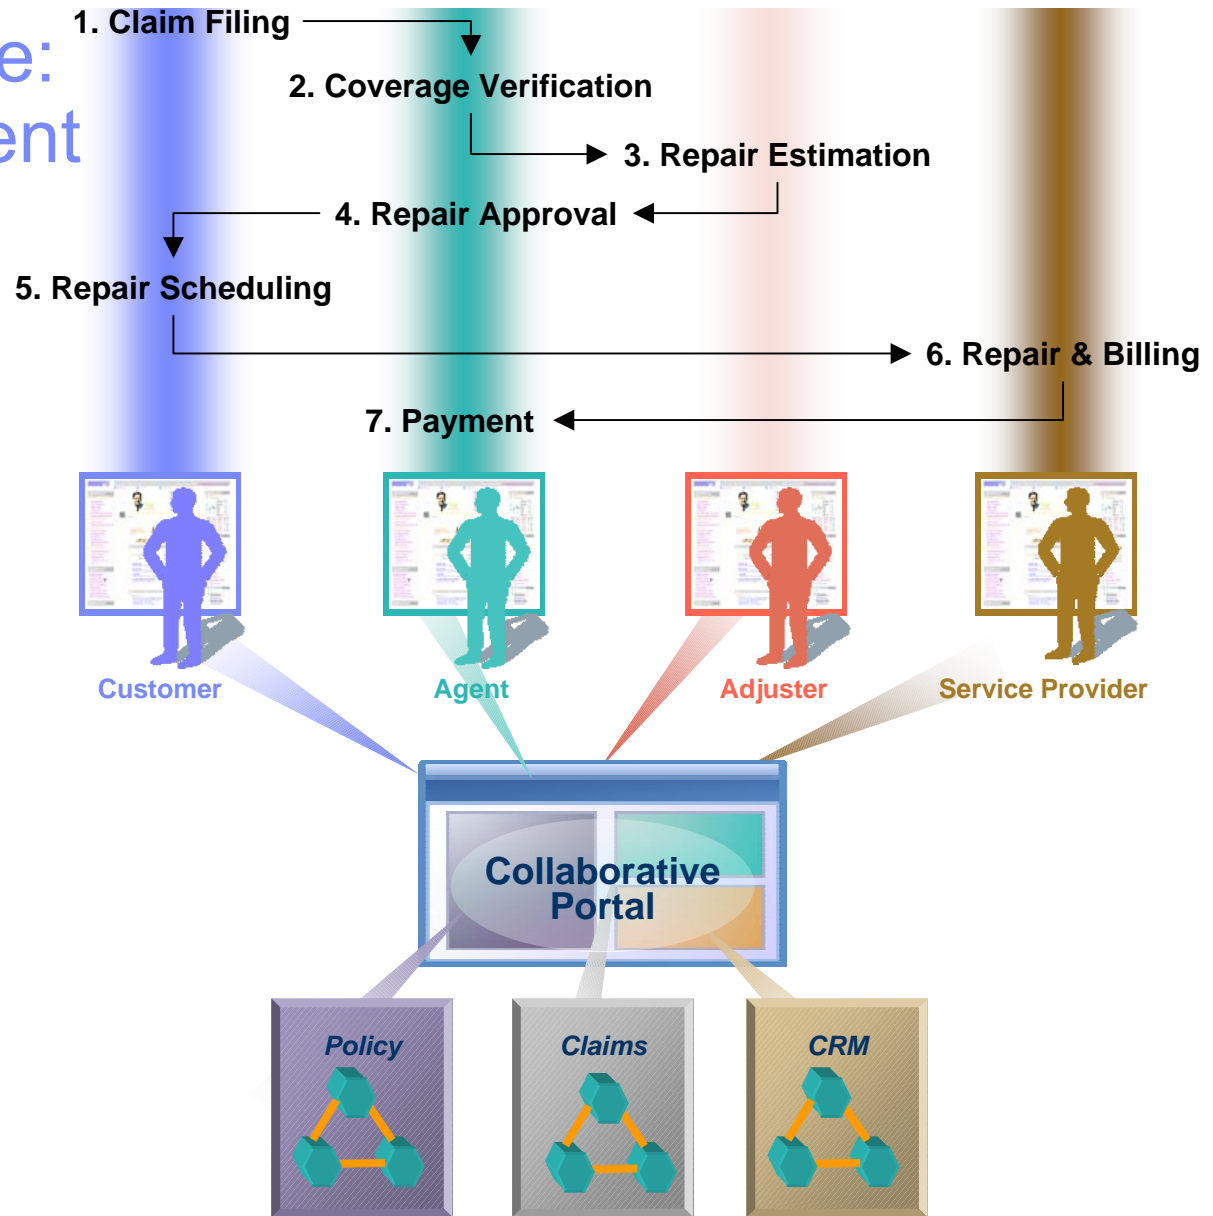 1. Claim Filing
e:
2. Coverage Verification
ent
3. Repair Estimation
4. Repair Approval
5. Repair Scheduling
6. Repair & Billing
7. Payment
Customer
Agent
Adjuster
Service Provider
Collaborative
Portal
Policy
Claims
CRM